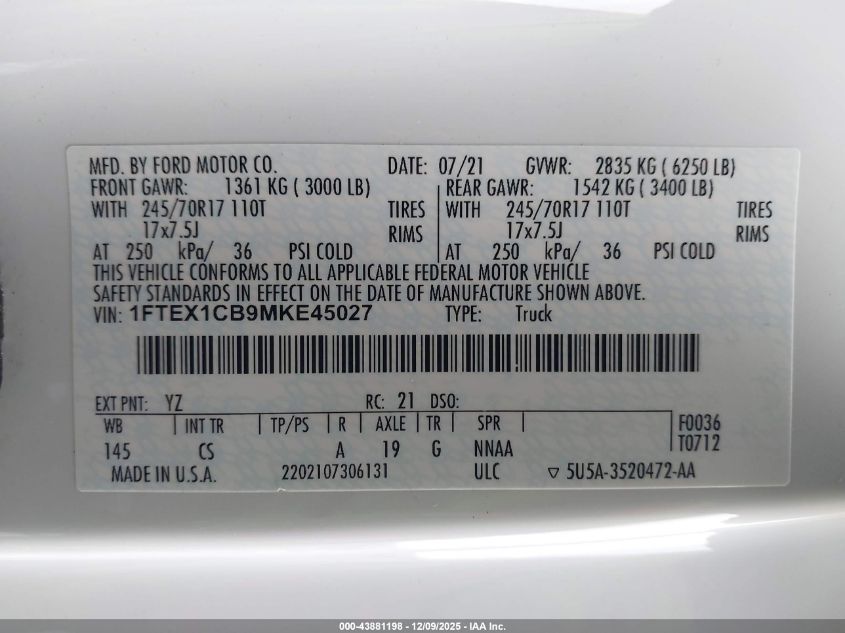 MFD. BY FORD MOTOR CO. DATE: 07/21 GVWR: 2835 KG ( 6250 LB)
FRONT GAWR: 1361 KG ( 3000 LB) REAR GAWR: 1542 KG ( 3400 LB)
WITH 245/70R17 110T TIRES WITH 245/70R17 110T TIRES
17x7.5J RIMS 17x7.5J RIMS
AT 250 kPa/ 36 PSI COLD AT 250 kPa/ 36 PSI COLD
THIS VEHICLE CONFORMS TO ALL APPLICABLE FEDERAL MOTOR VEHICLE
SAFETY STANDARDS IN EFFECT ON THE DATE OF MANUFACTURE SHOWN ABOVE.
VIN: 1FTEX1CB9MKE45027 TYPE: Truck
EXT PNT: YZ RC: 21 DSO:
WB INT TR TP/PS R AXLE TR SPR F0036
145 CS A 19 G NNAA T0712
MADE IN U.S.A. 2202107306131 ULC ▽ 5U5A-3520472-AA
000-43881198 - 12/09/2025 - IAA Inc.